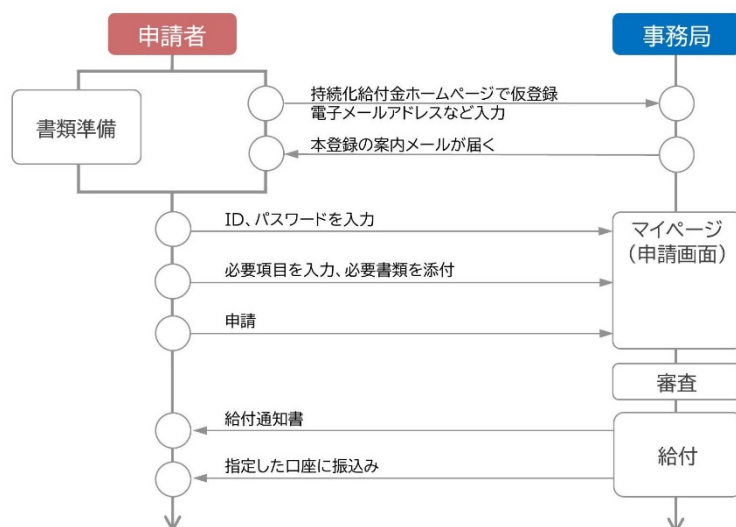 申請者
事務局
書類準備
持続化給付金ホームページで仮登録
電子メールアドレスなど入力
本登録の案内メールが届く
ID、パスワードを入力
マイページ
（申請画面）
必要項目を入力、必要書類を添付
申請
審査
給付通知書
給付
指定した口座に振込み